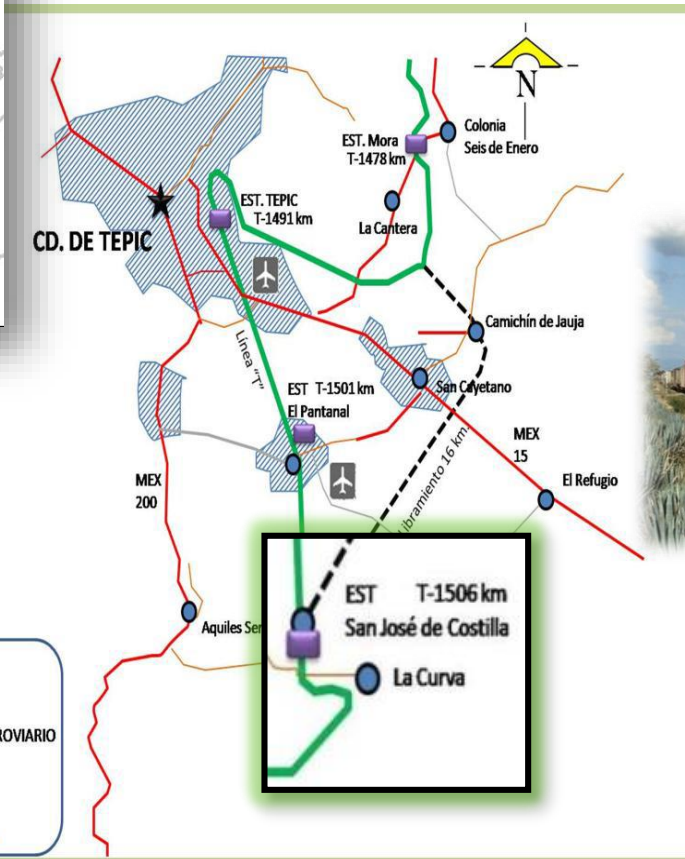 N
Colonia
Seis de Enero
EST. Mora
T-1478 km
EST. TEPIC
T-1491 km
La Cantera
CD. DE TEPIC
Camichín de Jauja
Línea "T"
EST T-1501 km
El Pantanal
San Cayetano
MEX
15
MEX
200
Libramiento 16 km.
El Refugio
EST T-1506 km
San José de Costilla
Aquiles Ser
La Curva
ROVIARIO